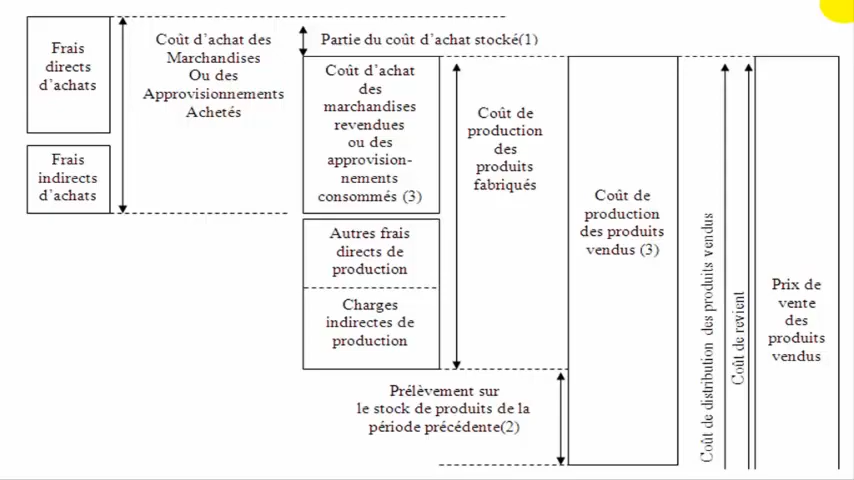 Frais
directs
d'achats
Frais
indirects
d'achats
Coût d'achat des
Marchandises
Ou des
Approvisionnements
Achetés
Partie du coût d'achat stocké(1)
Coût d'achat
des
marchandises
revendues
ou des
approvision-
nements
consommés (3)
Autres frais
directs de
production
Charges
indirectes de
production
Coût de
production
des
produits
fabriqués
Prélèvement sur
le stock de produits de la
période précédente(2)
Coût de
production
des produits
vendus (3)
Coût de distribution des produits vendus
Coût de revient
Prix de
vente
des
produits
vendus